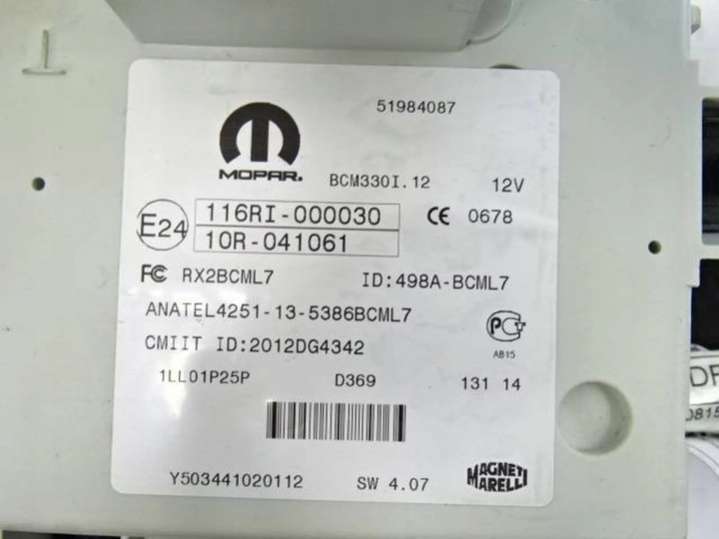 51984087
MOPAR.
BCM330I.12 12V
E24 116RI-000030 CE 0678
10R-041061
FC RX2BCML7 ID:498A-BCML7
ANATEL4251-13-5386BCML7
CMIIT ID:2012DG4342
AB15
1LL01P25P D369 131 14
Y503441020112 SW 4.07
MAGNETI
MARELLI
0815